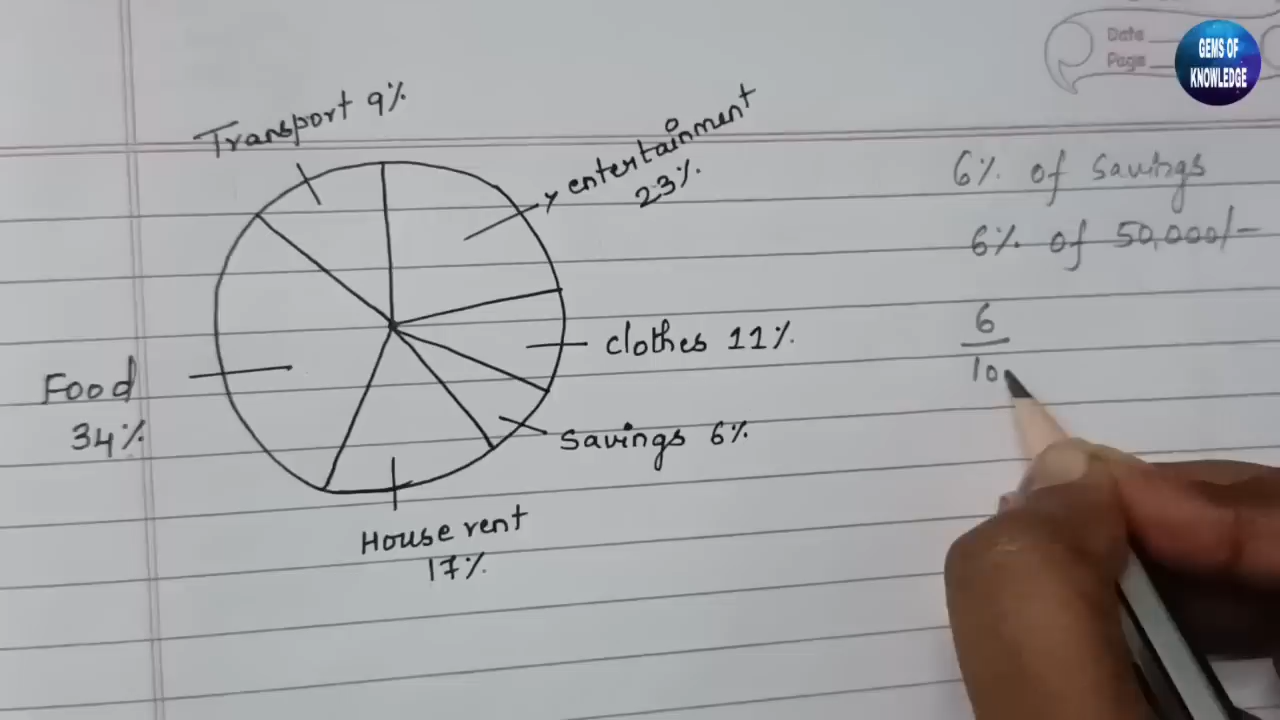 Date
Page
GEMS OF
KNOWLEDGE
Transport 9%
entertainment
23%
clothes 11%
Savings 6%
House rent
17%
Food
34%
6% of savings
6% of 50,000/-
6
10